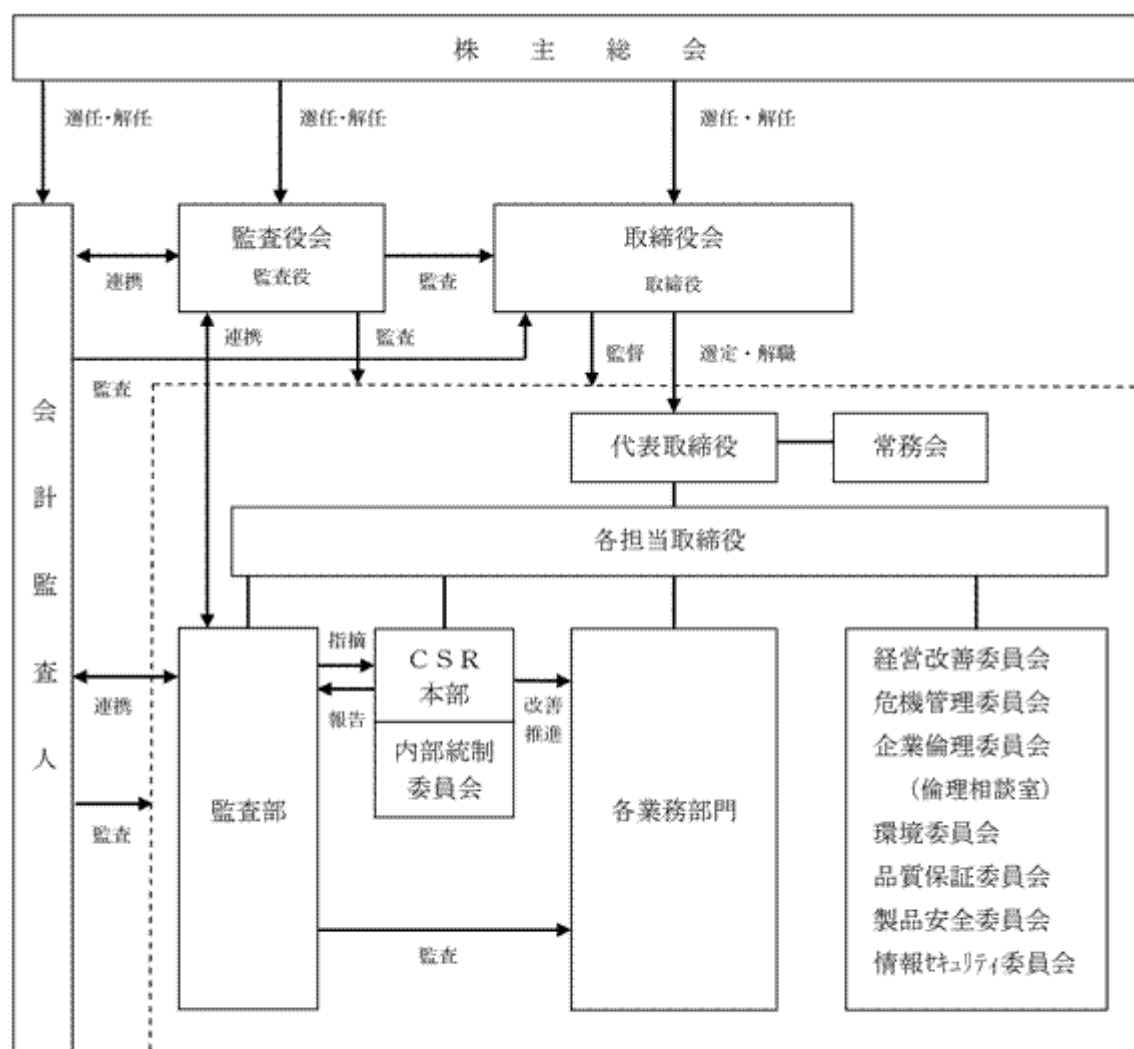 株主総会
選任・解任
選任・解任
選任・解任
監査役会
監査役
取締役会
取締役
連携
監査
連携
監査
監督
選定・解職
監査
会計監査人
代表取締役
常務会
各担当取締役
指摘
報告
CSR
本部
内部統制
委員会
改善
推進
連携
監査
監査部
監査
各業務部門
経営改善委員会
危機管理委員会
企業倫理委員会
(倫理相談室)
環境委員会
品質保証委員会
製品安全委員会
情報セキュリティ委員会